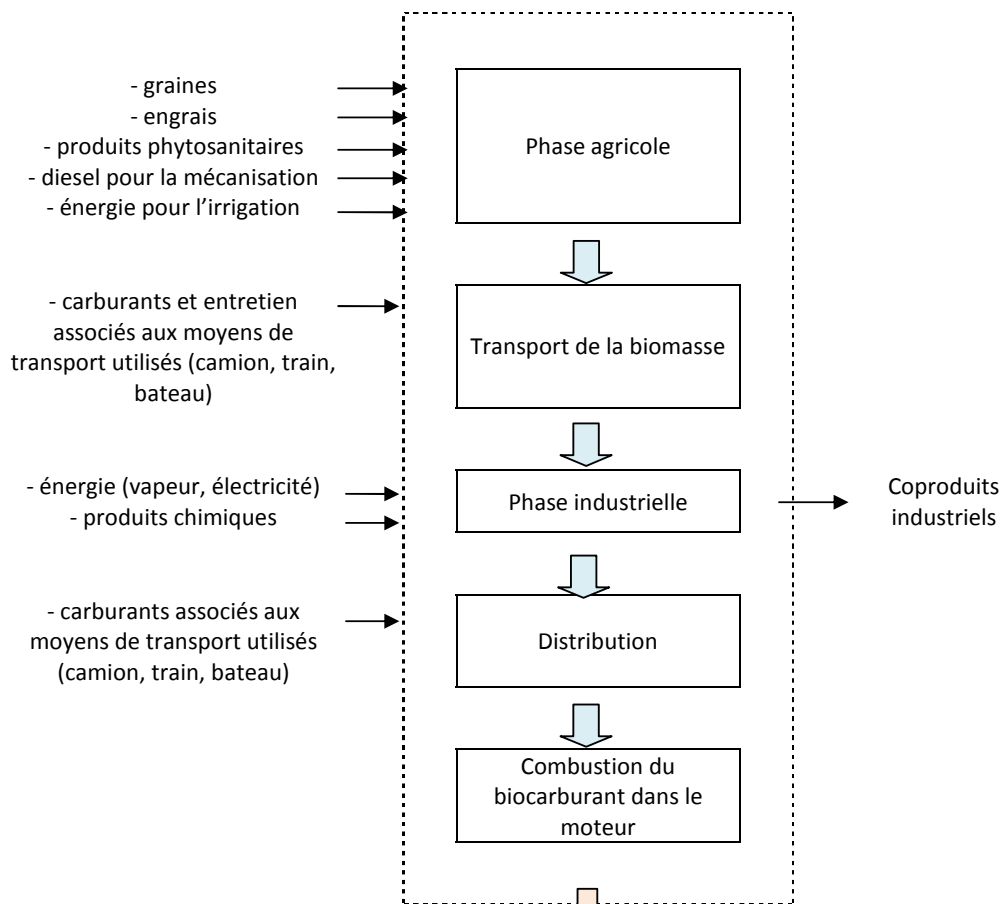 - graines
- engrais
- produits phytosanitaires
- diesel pour la mécanisation
- énergie pour l’irrigation
Phase agricole
- carburants et entretien
associés aux moyens de
transport utilisés (camion, train,
bateau)
Transport de la biomasse
- énergie (vapeur, électricité)
- produits chimiques
Phase industrielle
Coproduits
industriels
- carburants associés aux
moyens de transport utilisés
(camion, train, bateau)
Distribution
Combustion du
biocarburant dans le
moteur